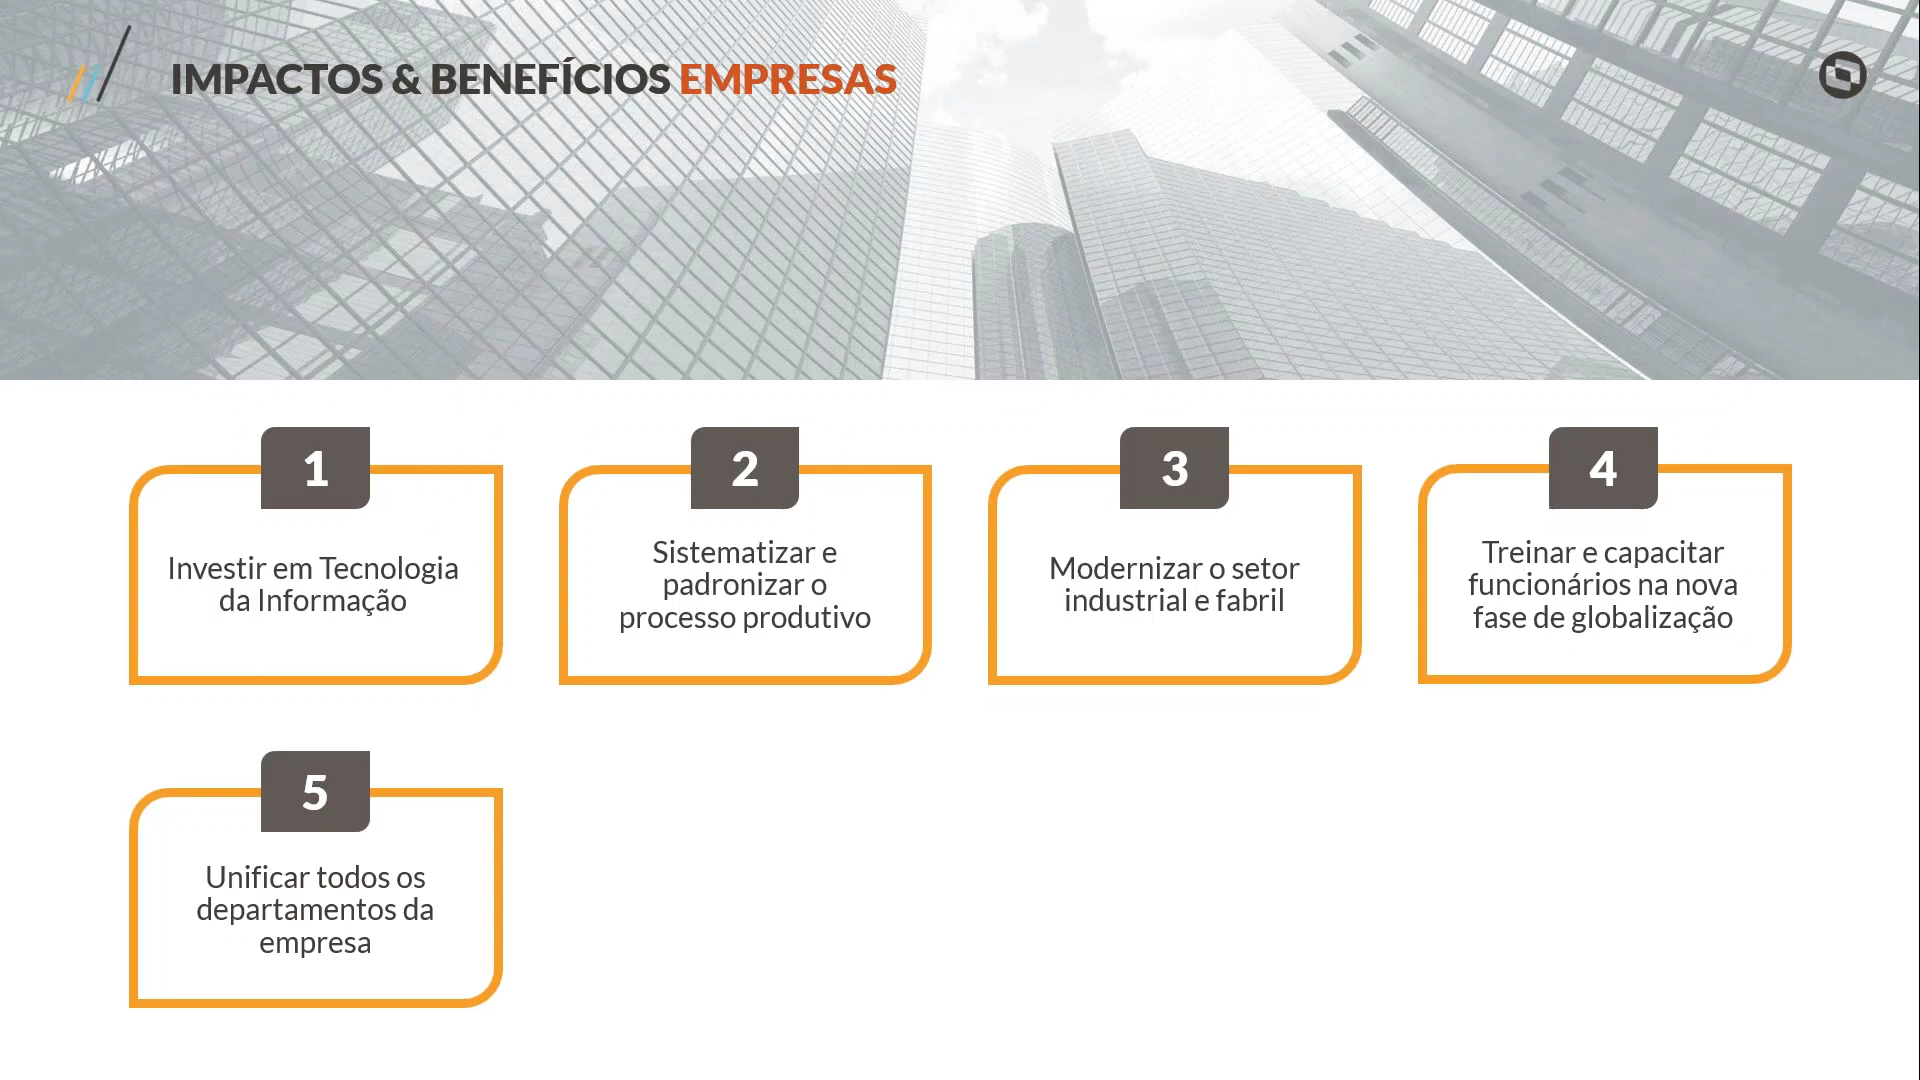 IMPACTOS & BENEFÍCIOS EMPRESAS
1
Investir em Tecnologia
da Informação
2
Sistematizar e
padronizar o
processo produtivo
3
Modernizar o setor
industrial e fabril
4
Treinar e capacitar
funcionários na nova
fase de globalização
5
Unificar todos os
departamentos da
empresa